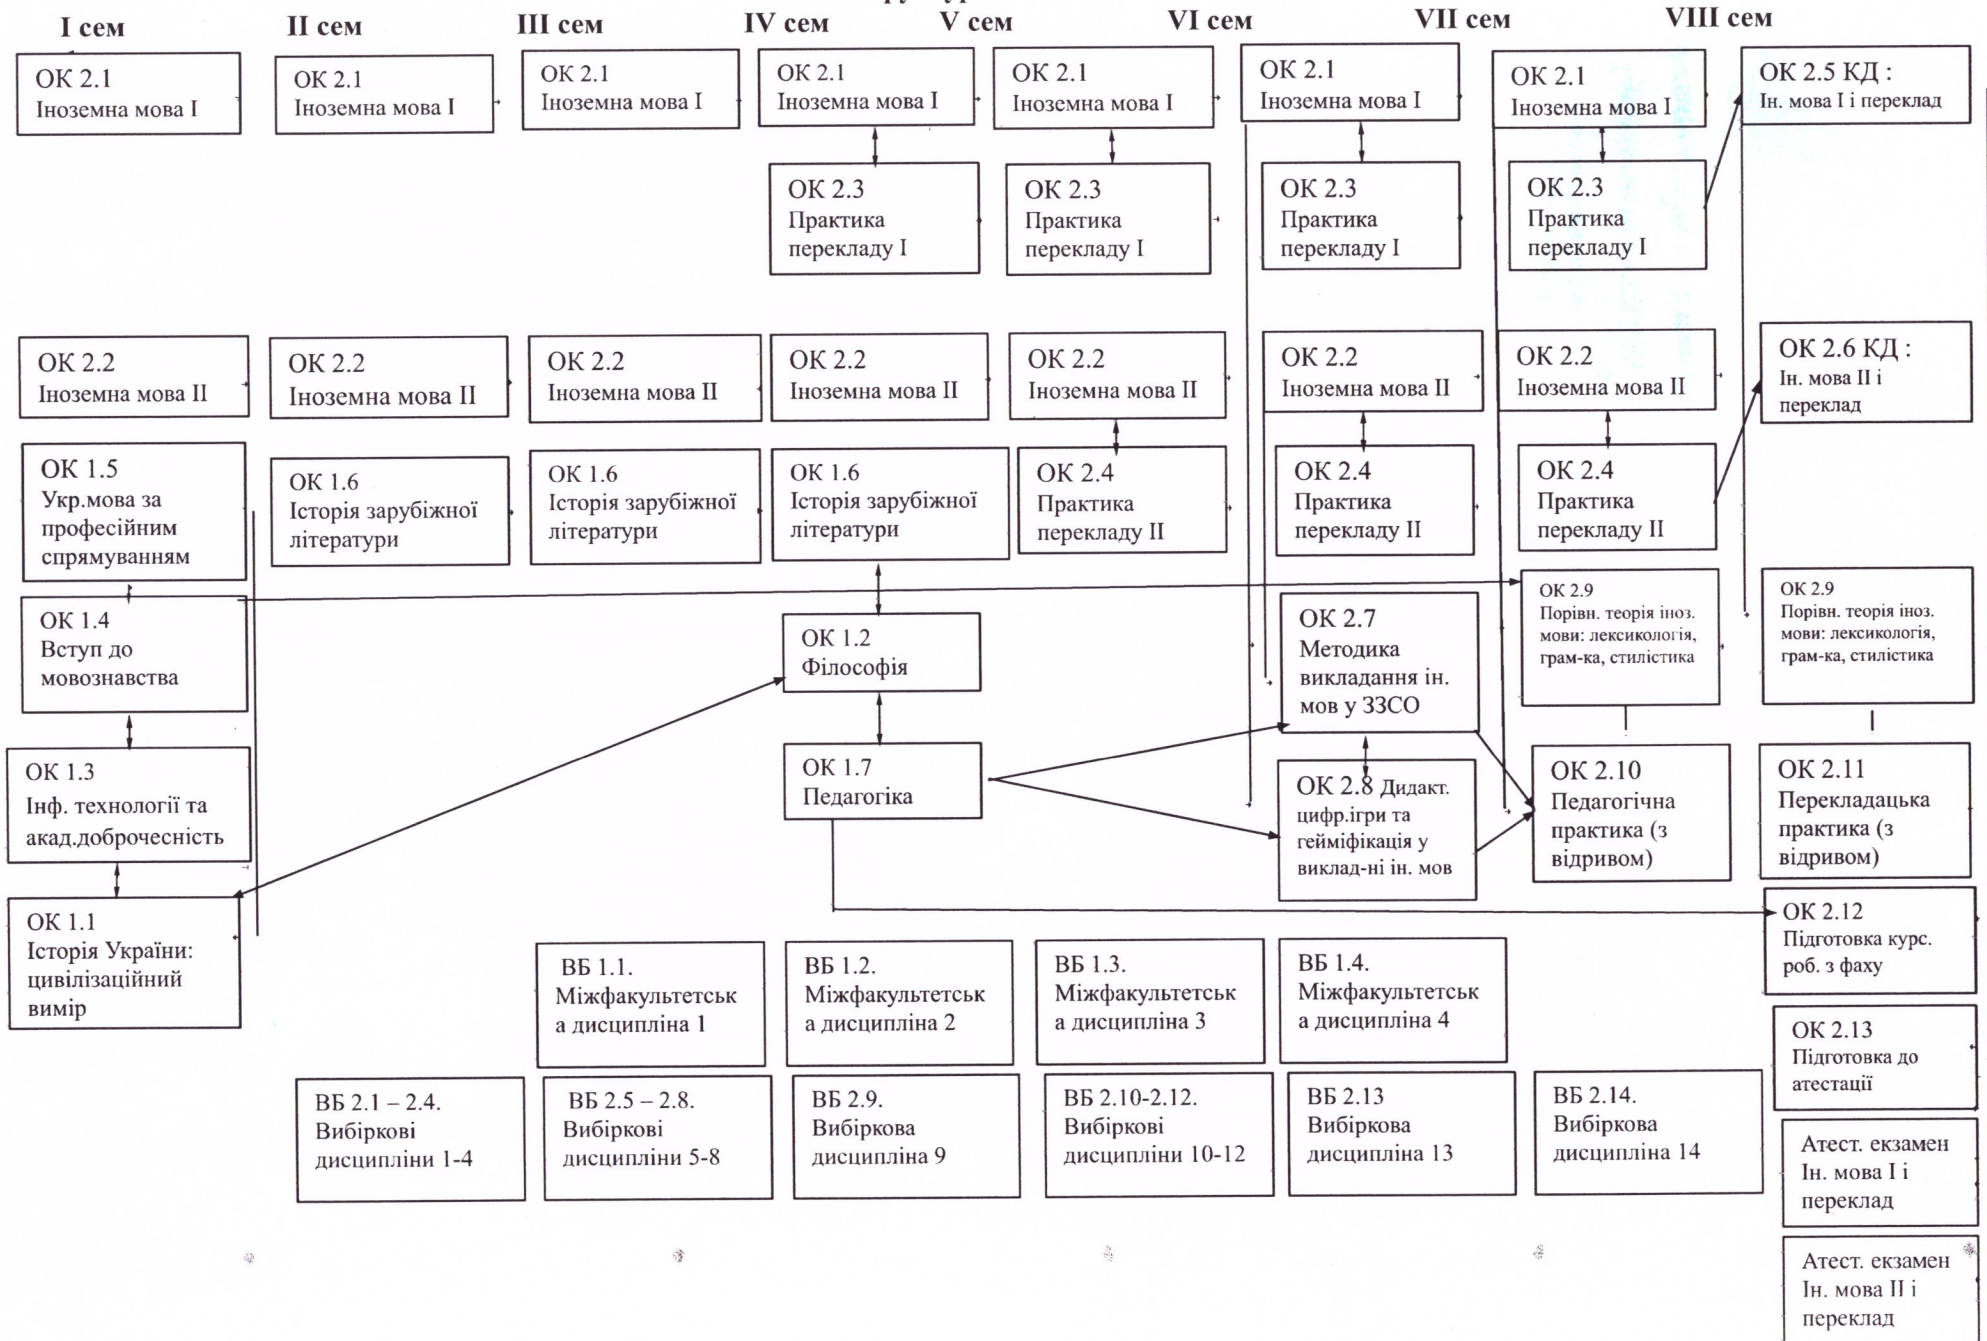 І сем
ІІ сем
ІІІ сем
IV сем
V сем
VI сем
VII сем
VIII сем
ОК 2.1
Іноземна мова І
ОК 2.1
Іноземна мова І
ОК 2.1
Іноземна мова І
ОК 2.1
Іноземна мова І
ОК 2.1
Іноземна мова І
ОК 2.1
Іноземна мова І
ОК 2.1
Іноземна мова І
ОК 2.5 КД :
Ін. мова І і переклад
ОК 2.3
Практика
перекладу І
ОК 2.3
Практика
перекладу І
ОК 2.3
Практика
перекладу І
ОК 2.3
Практика
перекладу І
ОК 2.2
Іноземна мова ІІ
ОК 2.2
Іноземна мова ІІ
ОК 2.2
Іноземна мова ІІ
ОК 2.2
Іноземна мова ІІ
ОК 2.2
Іноземна мова ІІ
ОК 2.2
Іноземна мова ІІ
ОК 2.2
Іноземна мова ІІ
ОК 2.6 КД :
Ін. мова ІІ і
переклад
ОК 1.5
Укр.мова за
професійним
спрямуванням
ОК 1.6
Історія зарубіжної
літератури
ОК 1.6
Історія зарубіжної
літератури
ОК 1.6
Історія зарубіжної
літератури
ОК 2.4
Практика
перекладу ІІ
ОК 2.4
Практика
перекладу ІІ
ОК 2.4
Практика
перекладу ІІ
ОК 1.4
Вступ до
мовознавства
ОК 1.2
Філософія
ОК 2.7
Методика
викладання ін.
мов у ЗЗСО
ОК 2.9
Порівн. теорія іноз.
мови: лексикологія,
грам-ка, стилістика
ОК 2.9
Порівн. теорія іноз.
мови: лексикологія,
грам-ка, стилістика
ОК 1.3
Інф. технології та
акад.доброчесність
ОК 1.7
Педагогіка
ОК 2.8 Дидакт.
цифр.ігри та
гейміфікація у
виклад-ні ін. мов
ОК 2.10
Педагогічна
практика (з
відривом)
ОК 2.11
Перекладацька
практика (з
відривом)
ОК 1.1
Історія України:
цивілізаційний
вимір
ОК 2.12
Підготовка курс.
роб. з фаху
ВБ 1.1.
Міжфакультетськ
а дисципліна 1
ВБ 1.2.
Міжфакультетськ
а дисципліна 2
ВБ 1.3.
Міжфакультетськ
а дисципліна 3
ВБ 1.4.
Міжфакультетськ
а дисципліна 4
ОК 2.13
Підготовка до
атестації
ВБ 2.1 – 2.4.
Вибіркові
дисципліни 1-4
ВБ 2.5 – 2.8.
Вибіркові
дисципліни 5-8
ВБ 2.9.
Вибіркова
дисципліна 9
ВБ 2.10-2.12.
Вибіркові
дисципліни 10-12
ВБ 2.13
Вибіркова
дисципліна 13
ВБ 2.14.
Вибіркова
дисципліна 14
Атест. екзамен
Ін. мова І і
переклад
Атест. екзамен
Ін. мова ІІ і
переклад